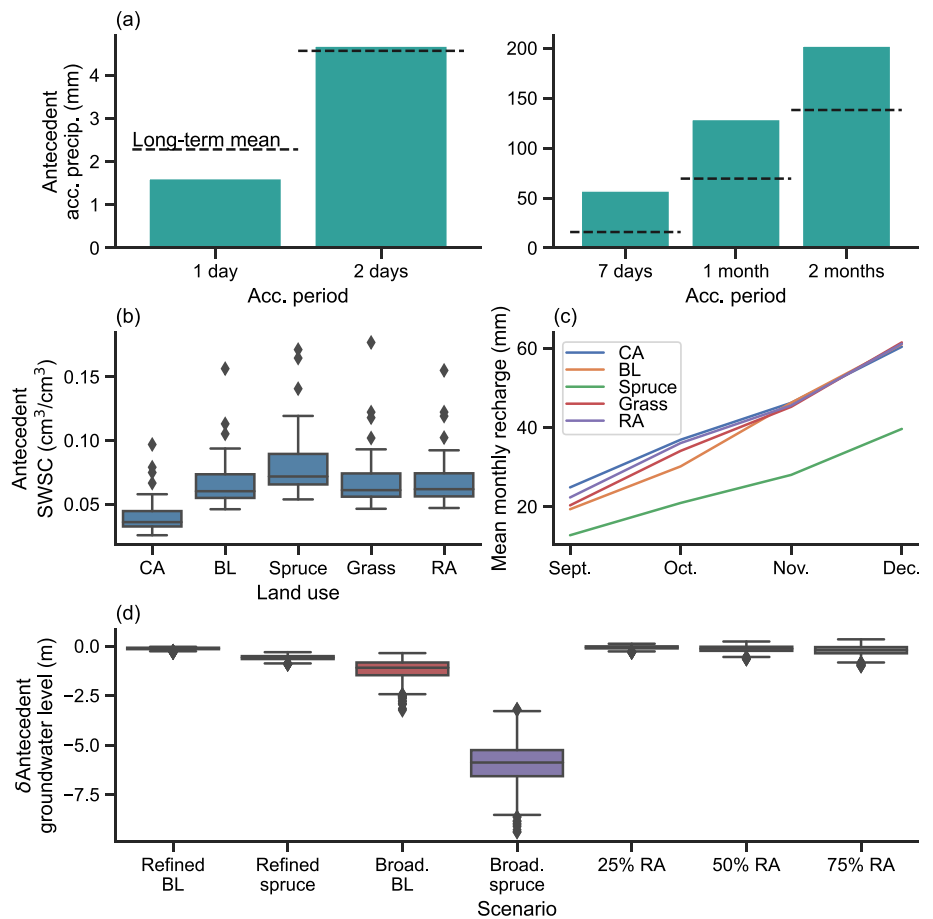 (a)
Antecedent
acc. precip. (mm)
4
2
1
0
Long-term mean
1 day
2 days
Acc. period
200
150
100
50
0
7 days
1 month
2 months
Acc. period
(b)
Antecedent
SWSC (cm³/cm³)
0.15
0.10
0.05
CA
BL
Spruce
Grass
RA
Land use
(c)
Mean monthly recharge (mm)
60
40
20
CA
BL
Spruce
Grass
RA
Sept.
Oct.
Nov.
Dec.
(d)
δAntecedent
groundwater level (m)
0.0
−2.5
−5.0
−7.5
Refined
BL
Refined
spruce
Broad.
BL
Broad.
spruce
25% RA
50% RA
75% RA
Scenario